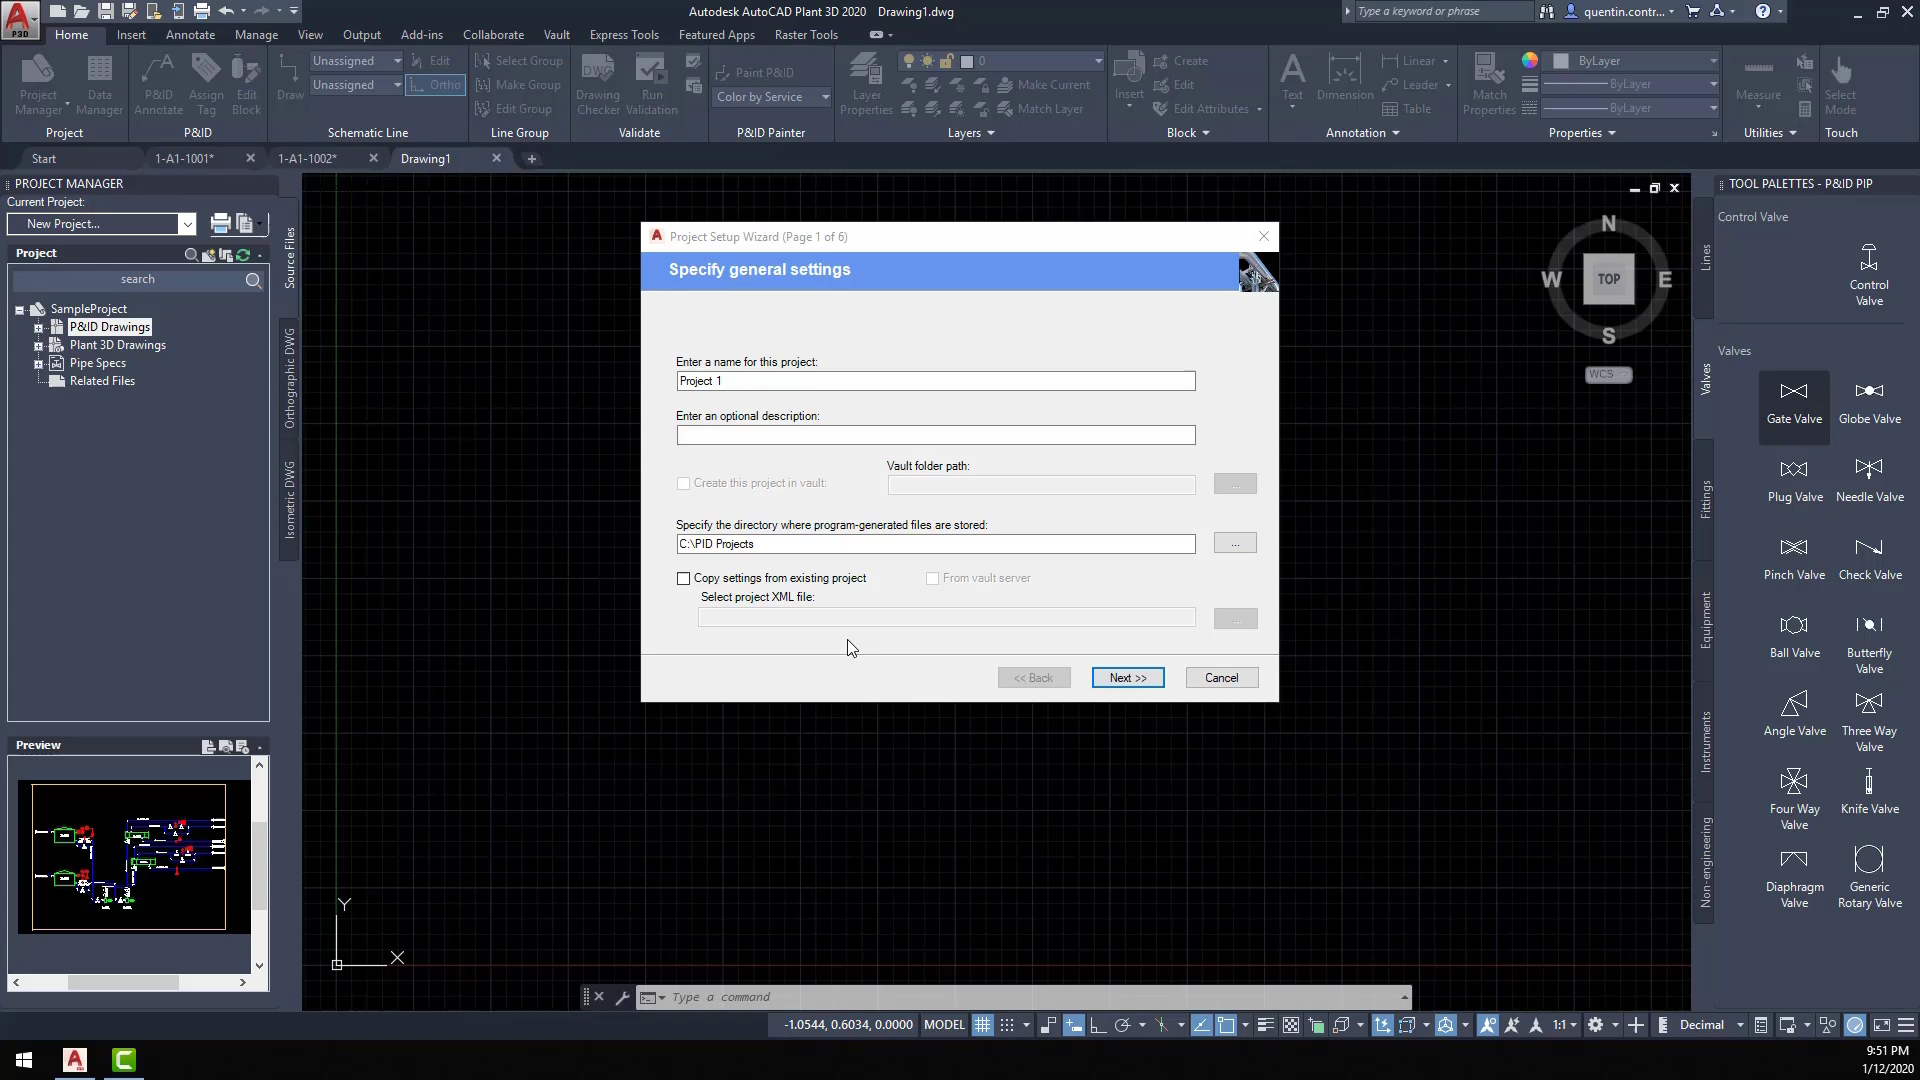 Autodesk AutoCAD Plant 3D 2020 Drawing1.dwg
Type a keyword or phrase
quentin.contr...
P3D
Home Insert Annotate Manage View Output Add-ins Collaborate Vault Express Tools Featured Apps Raster Tools
Project Manager
Data Manager
Project
P&ID Annotate
Assign Tag
Edit Block
P&ID
Draw
Unassigned
Unassigned
Edit
Ortho
Schematic Line
Select Group
Make Group
Edit Group
Line Group
Drawing Checker
Run Validation
Validate
Paint P&ID
Color by Service
P&ID Painter
Layer Properties
0
Make Current
Match Layer
Layers
Insert
Create
Edit
Edit Attributes
Block
Text
Dimension
Linear
Leader
Table
Annotation
Match Properties
ByLayer
ByLayer
ByLayer
Properties
Measure
Utilities
Select Mode
Touch
Start
1-A1-1001*
1-A1-1002*
Drawing1
PROJECT MANAGER
Current Project:
New Project...
Project
search
SampleProject
P&ID Drawings
Plant 3D Drawings
Pipe Specs
Related Files
Source Files
Orthographic DWG
Isometric DWG
Preview
Project Setup Wizard (Page 1 of 6)
Specify general settings
Enter a name for this project:
Project 1
Enter an optional description:
Vault folder path:
Create this project in vault:
...
Specify the directory where program-generated files are stored:
C:\PID Projects
...
Copy settings from existing project
From vault server
Select project XML file:
...
<< Back
Next >>
Cancel
N
W
TOP
E
S
WCS
Y
X
TOOL PALETTES - P&ID PIP
Lines
Valves
Fittings
Equipment
Instruments
Non-engineering
Control Valve
Control Valve
Valves
Gate Valve
Globe Valve
Plug Valve
Needle Valve
Pinch Valve
Check Valve
Ball Valve
Butterfly Valve
Angle Valve
Three Way Valve
Four Way Valve
Knife Valve
Diaphragm Valve
Generic Rotary Valve
Type a command
-1.0544, 0.6034, 0.0000
MODEL
1:1
Decimal
9:51 PM
1/12/2020